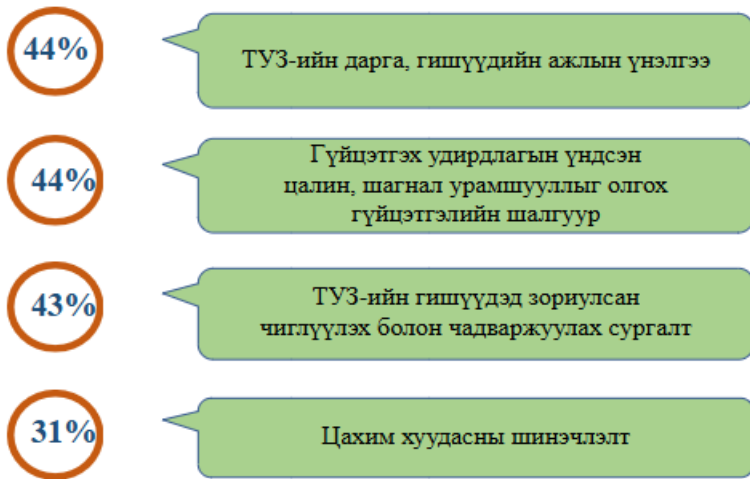 44%
ТУЗ-ийн дарга, гишүүдийн ажлын үнэлгээ
44%
Гүйцэтгэх удирдлагын үндсэн
цалин, шагнал урамшууллыг олгох
гүйцэтгэлийн шалгуур
43%
ТУЗ-ийн гишүүдэд зориулсан
чиглүүлэх болон чадваржуулах сургалт
31%
Цахим хуудасны шинэчлэлт